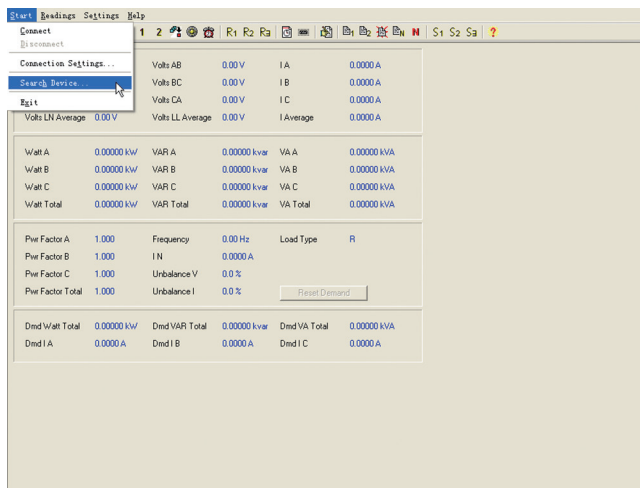 Start Readings Settings Help
Connect
1 2 R1 R2 R3 1 2 N N S1 S2 S3 ?
Disconnect
Connection Settings...
Search Device...
Exit
Volts AB 0.00 V I A 0.0000 A
Volts BC 0.00 V I B 0.0000 A
Volts CA 0.00 V I C 0.0000 A
Volts LN Average 0.00 V Volts LL Average 0.00 V I Average 0.0000 A
Watt A 0.00000 kW VAR A 0.00000 kvar VA A 0.00000 kVA
Watt B 0.00000 kW VAR B 0.00000 kvar VA B 0.00000 kVA
Watt C 0.00000 kW VAR C 0.00000 kvar VA C 0.00000 kVA
Watt Total 0.00000 kW VAR Total 0.00000 kvar VA Total 0.00000 kVA
Pwr Factor A 1.000 Frequency 0.00 Hz Load Type R
Pwr Factor B 1.000 I N 0.0000 A
Pwr Factor C 1.000 Unbalance V 0.0 %
Pwr Factor Total 1.000 Unbalance I 0.0 % Reset Demand
Dmd Watt Total 0.00000 kW Dmd VAR Total 0.00000 kvar Dmd VA Total 0.00000 kVA
Dmd I A 0.0000 A Dmd I B 0.0000 A Dmd I C 0.0000 A